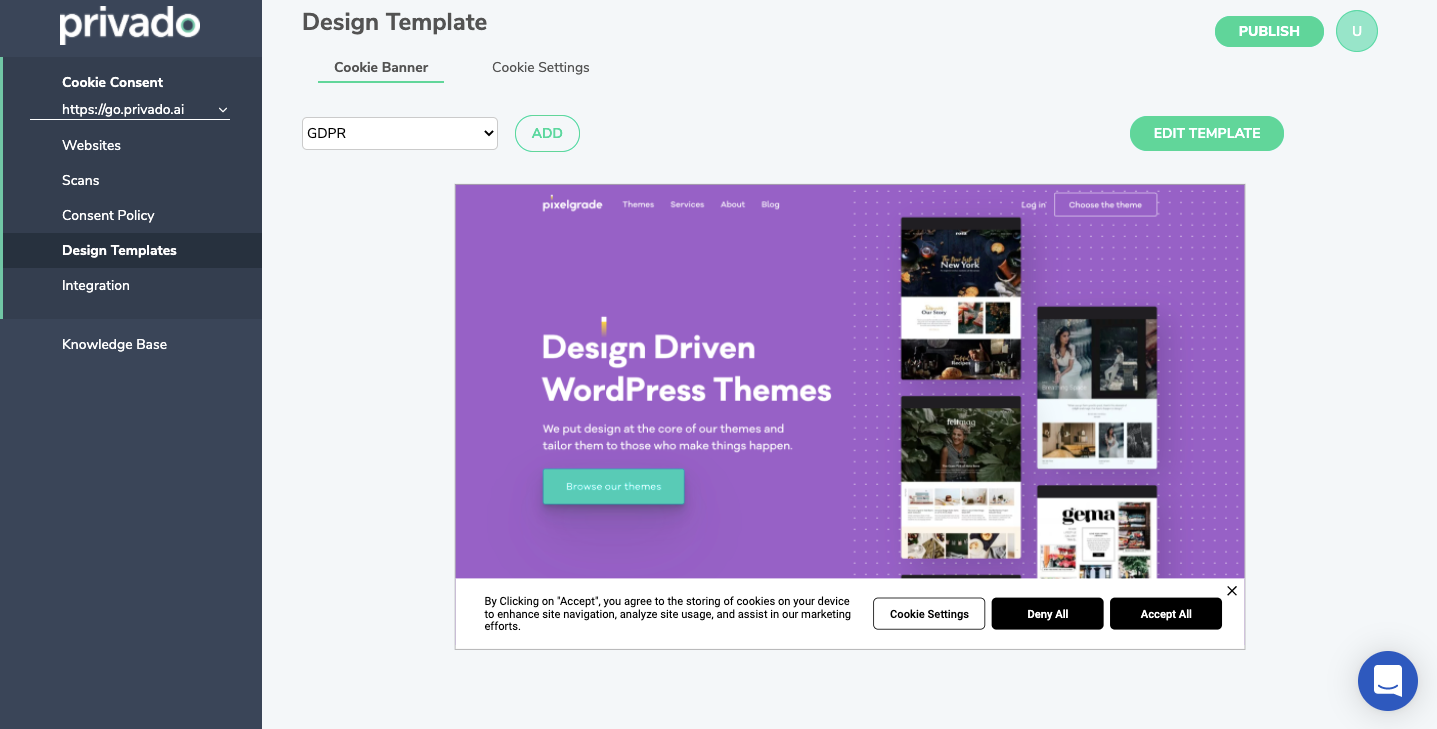 privado
Cookie Consent
https://go.privado.ai
Websites
Scans
Consent Policy
Design Templates
Integration
Knowledge Base
Design Template
PUBLISH
U
Cookie Banner
Cookie Settings
GDPR
ADD
EDIT TEMPLATE
pixelgrade
Themes
Services
About
Blog
Log in
Choose the theme
Design Driven
WordPress Themes
We put design at the core of our themes and
tailor them to those who make things happen.
Browse our themes
New York
Our Story
Recipes
felt
gema
By Clicking on "Accept", you agree to the storing of cookies on your device
to enhance site navigation, analyze site usage, and assist in our marketing
efforts.
Cookie Settings
Deny All
Accept All